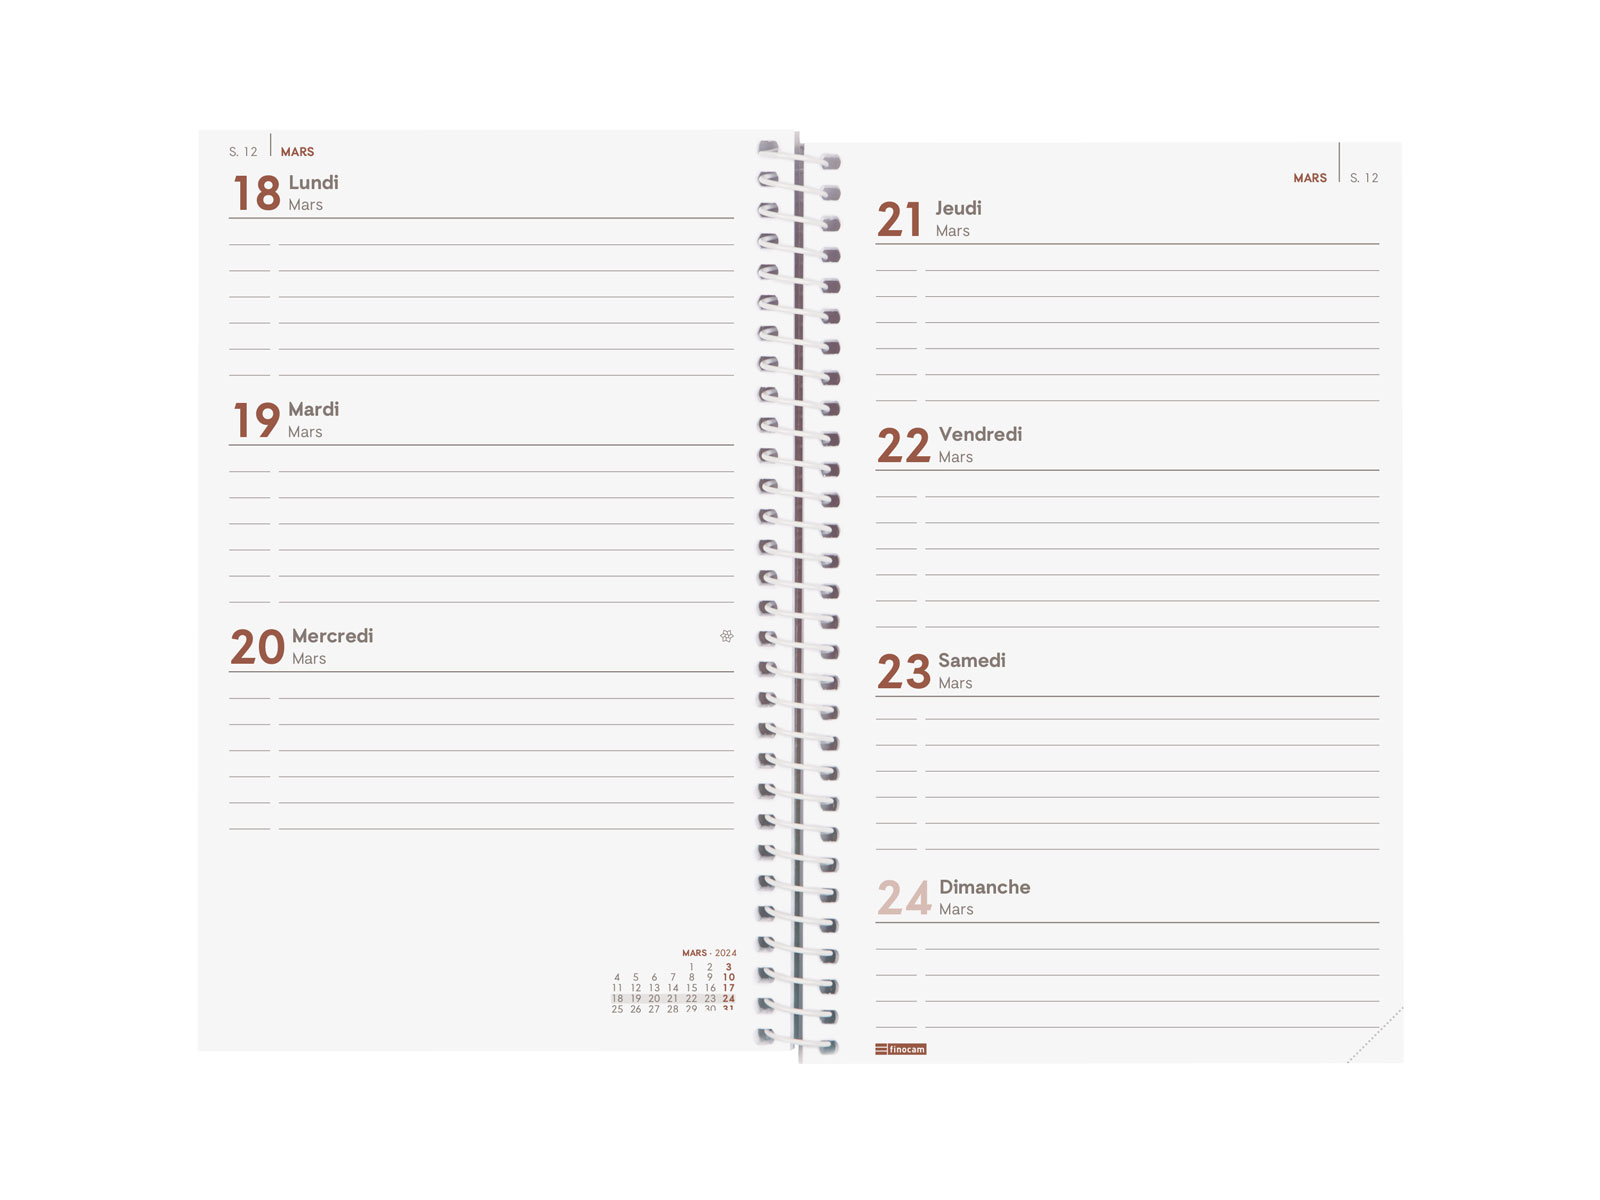 S. 12 MARS
18 Lundi
Mars
19 Mardi
Mars
20 Mercredi
Mars
MARS - 2024
1 2 3
4 5 6 7 8 9 10
11 12 13 14 15 16 17
18 19 20 21 22 23 24
25 26 27 28 29 30 31
MARS S. 12
21 Jeudi
Mars
22 Vendredi
Mars
23 Samedi
Mars
24 Dimanche
Mars
finocam